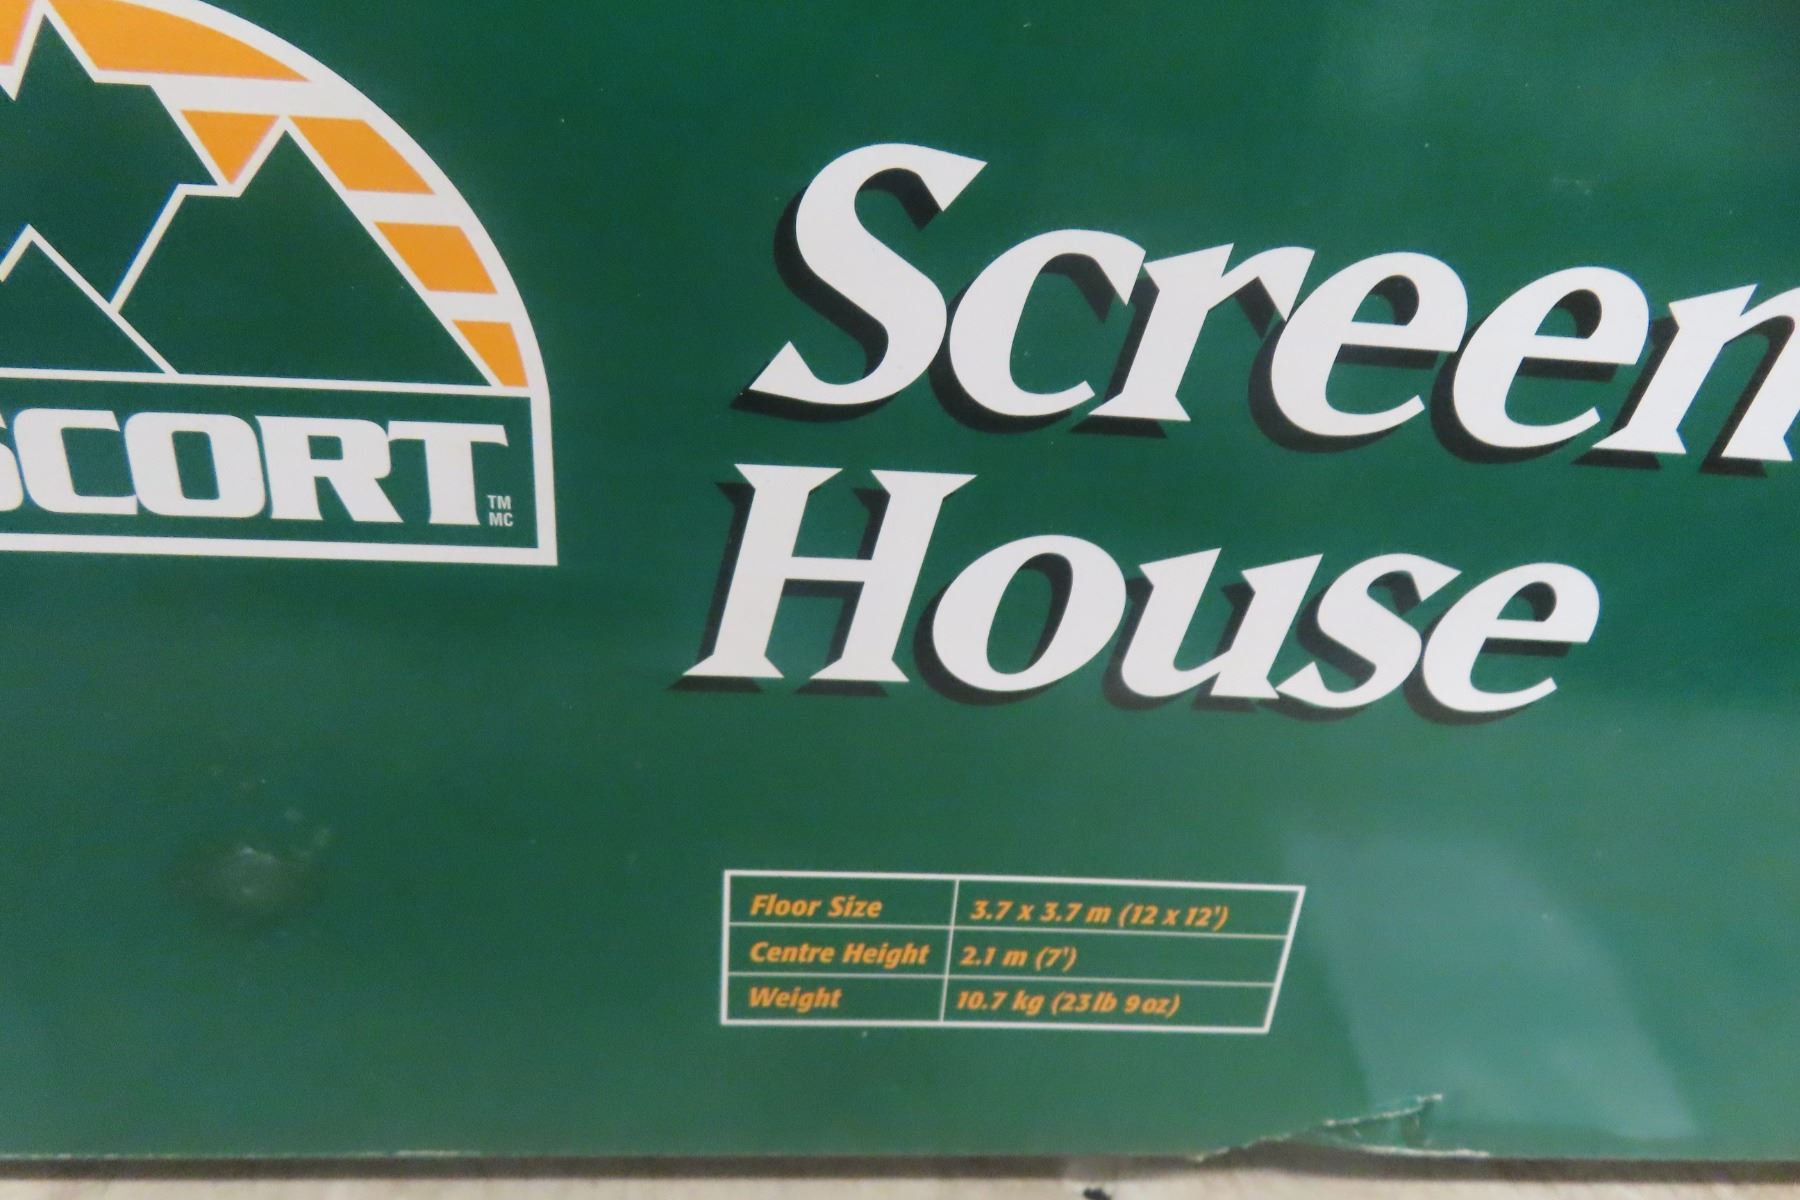 SCORT
TM
MC
Screen
House
Floor Size 3.7 x 3.7 m (12 x 12')
Centre Height 2.1 m (7')
Weight 10.7 kg (23 lb 9 oz)